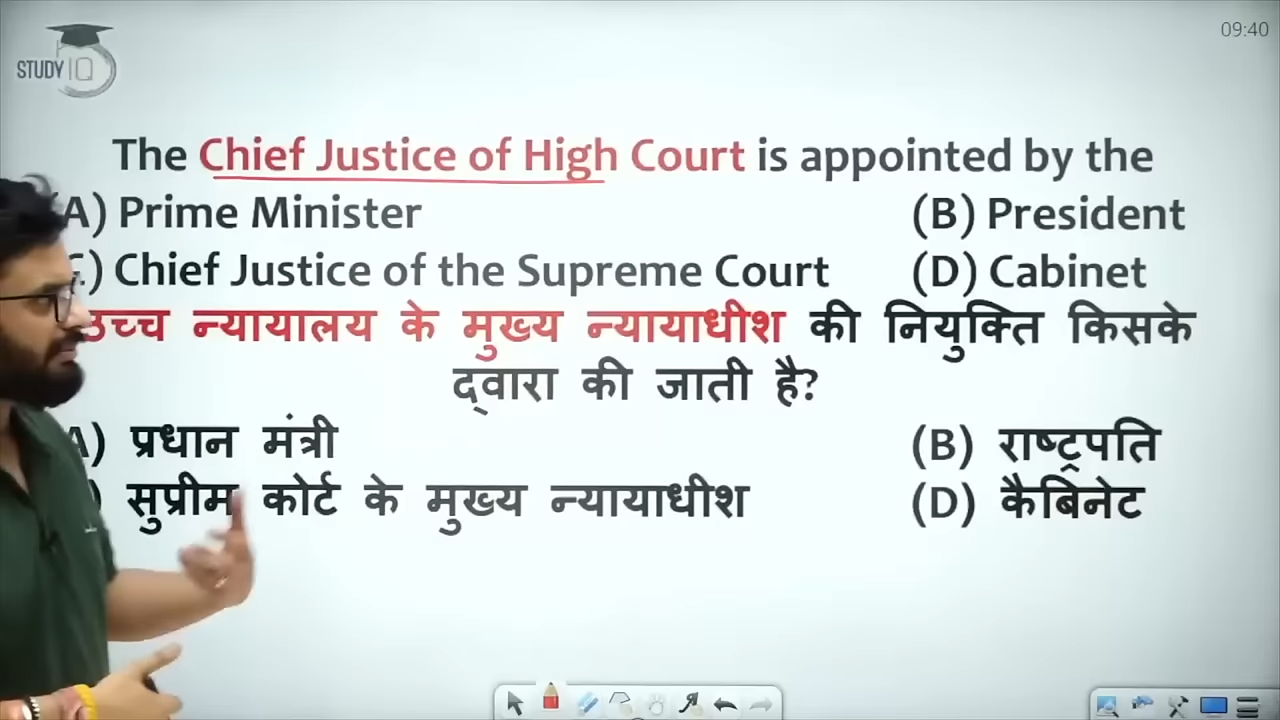 STUDY IQ
09:40
The Chief Justice of High Court is appointed by the
A) Prime Minister (B) President
C) Chief Justice of the Supreme Court (D) Cabinet
उच्च न्यायालय के मुख्य न्यायाधीश की नियुक्ति किसके
द्वारा की जाती है?
A) प्रधान मंत्री (B) राष्ट्रपति
) सुप्रीम कोर्ट के मुख्य न्यायाधीश (D) कैबिनेट